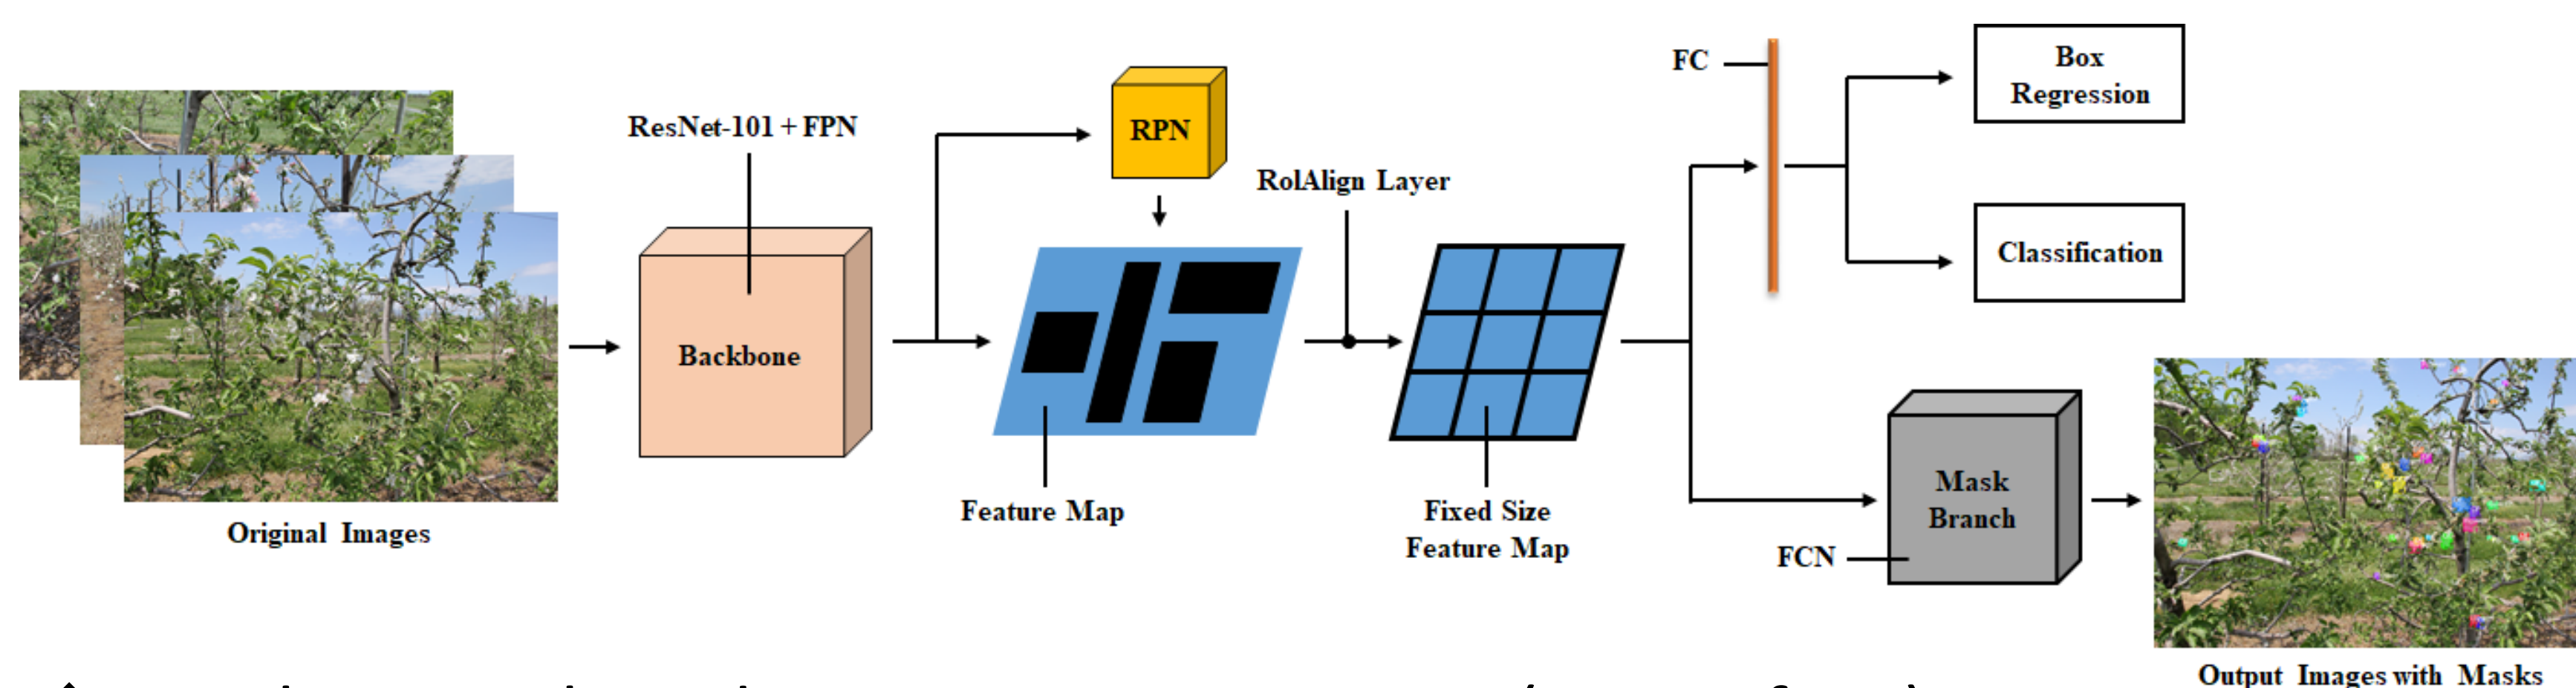 Original Images
ResNet-101 + FPN
Backbone
RPN
Feature Map
RoIAlign Layer
Fixed Size
Feature Map
FC
Box
Regression
Classification
Mask
Branch
FCN
Output Images with Masks